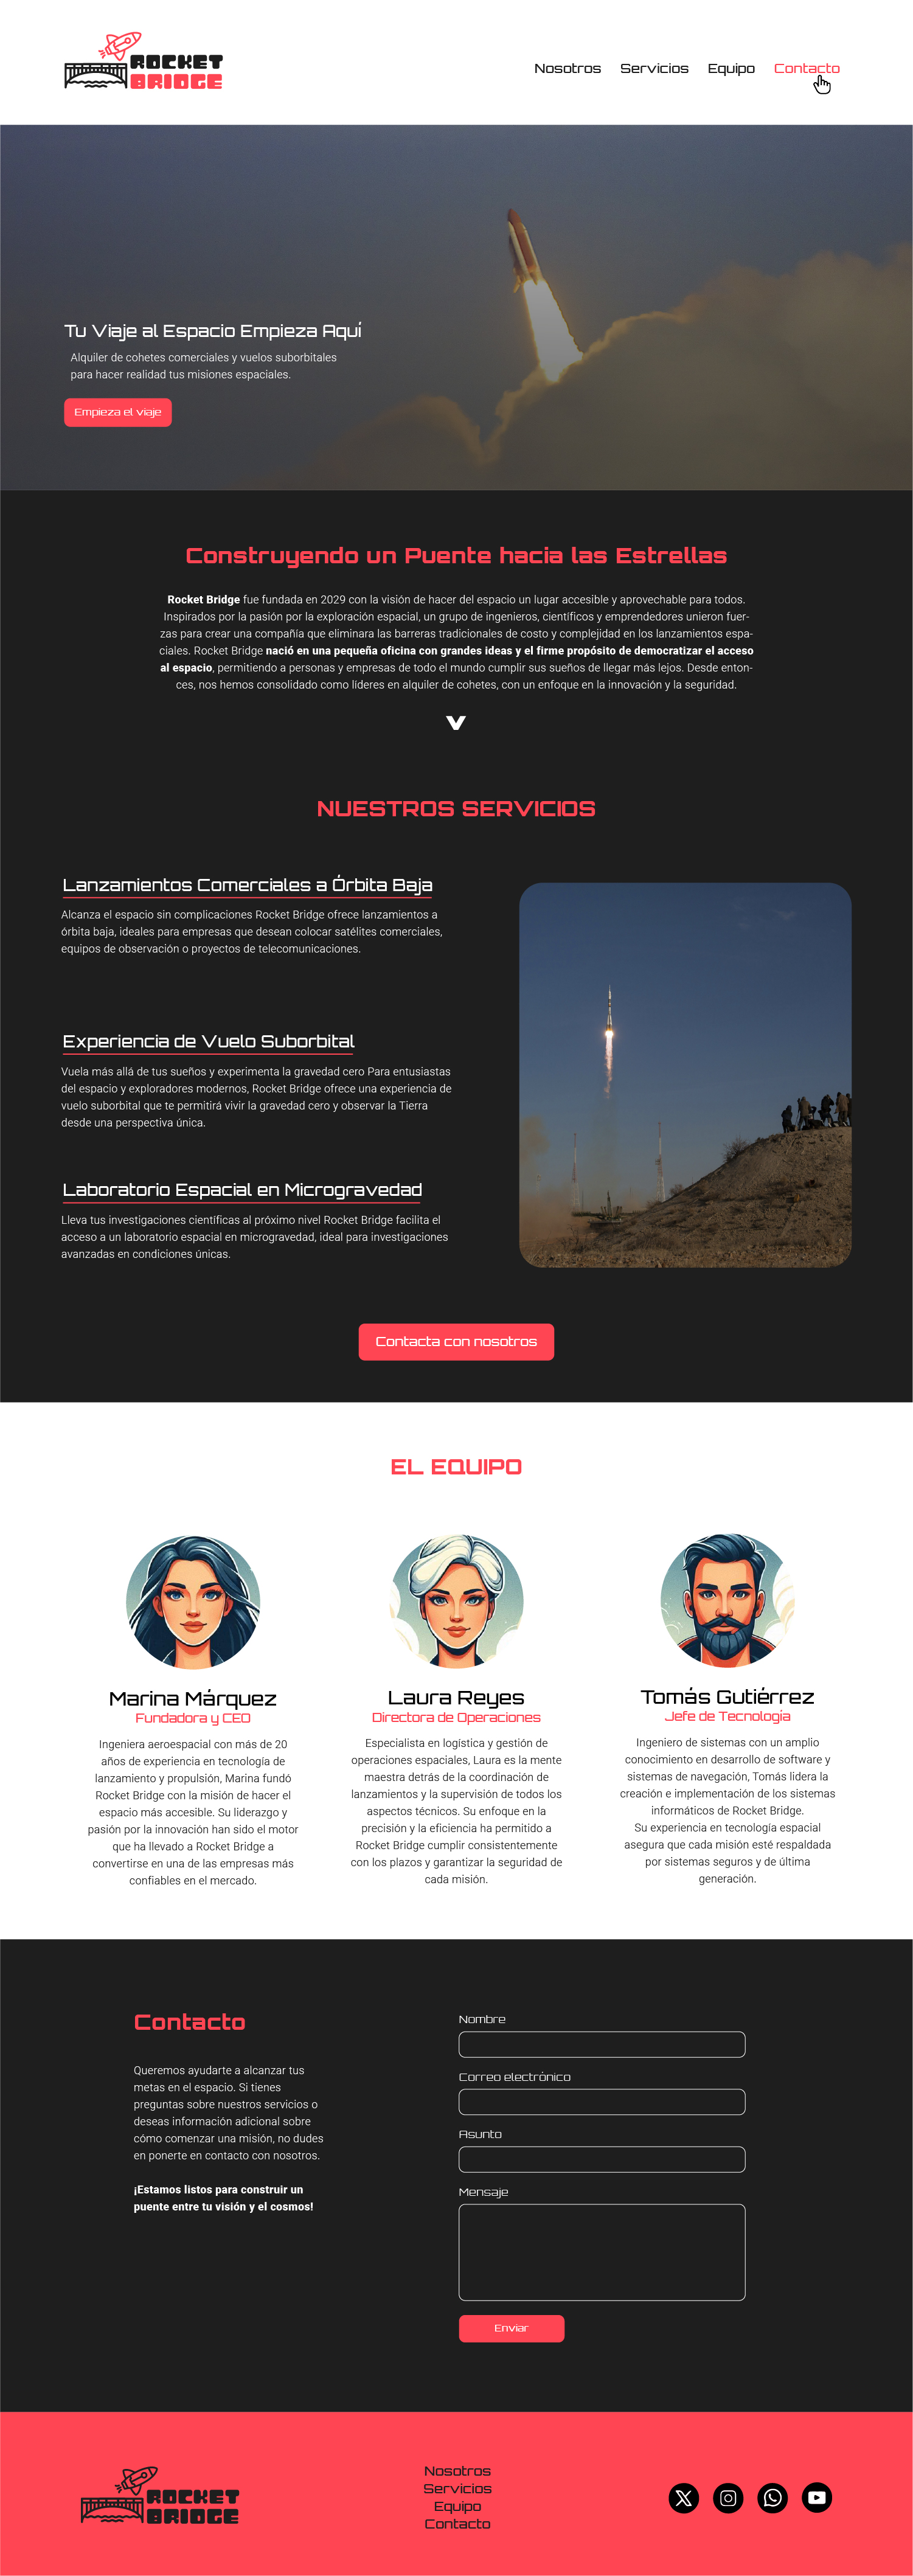 ROCKET
BRIDGE
Nosotros
Servicios
Equipo
Contacto
Tu Viaje al Espacio Empieza Aquí
Alquiler de cohetes comerciales y vuelos suborbitales
para hacer realidad tus misiones espaciales.
Empieza el viaje
Construyendo un Puente hacia las Estrellas
Rocket Bridge fue fundada en 2029 con la visión de hacer del espacio un lugar accesible y aprovechable para todos.
Inspirados por la pasión por la exploración espacial, un grupo de ingenieros, científicos y emprendedores unieron fuer-
zas para crear una compañía que eliminara las barreras tradicionales de costo y complejidad en los lanzamientos espa-
ciales. Rocket Bridge nació en una pequeña oficina con grandes ideas y el firme propósito de democratizar el acceso
al espacio, permitiendo a personas y empresas de todo el mundo cumplir sus sueños de llegar más lejos. Desde enton-
ces, nos hemos consolidado como líderes en alquiler de cohetes, con un enfoque en la innovación y la seguridad.
NUESTROS SERVICIOS
Lanzamientos Comerciales a Órbita Baja
Alcanza el espacio sin complicaciones Rocket Bridge ofrece lanzamientos a
órbita baja, ideales para empresas que desean colocar satélites comerciales,
equipos de observación o proyectos de telecomunicaciones.
Experiencia de Vuelo Suborbital
Vuela más allá de tus sueños y experimenta la gravedad cero Para entusiastas
del espacio y exploradores modernos, Rocket Bridge ofrece una experiencia de
vuelo suborbital que te permitirá vivir la gravedad cero y observar la Tierra
desde una perspectiva única.
Laboratorio Espacial en Microgravedad
Lleva tus investigaciones científicas al próximo nivel Rocket Bridge facilita el
acceso a un laboratorio espacial en microgravedad, ideal para investigaciones
avanzadas en condiciones únicas.
Contacta con nosotros
EL EQUIPO
Marina Márquez
Fundadora y CEO
Ingeniera aeroespacial con más de 20
años de experiencia en tecnología de
lanzamiento y propulsión, Marina fundó
Rocket Bridge con la misión de hacer el
espacio más accesible. Su liderazgo y
pasión por la innovación han sido el motor
que ha llevado a Rocket Bridge a
convertirse en una de las empresas más
confiables en el mercado.
Laura Reyes
Directora de Operaciones
Especialista en logística y gestión de
operaciones espaciales, Laura es la mente
maestra detrás de la coordinación de
lanzamientos y la supervisión de todos los
aspectos técnicos. Su enfoque en la
precisión y la eficiencia ha permitido a
Rocket Bridge cumplir consistentemente
con los plazos y garantizar la seguridad de
cada misión.
Tomás Gutiérrez
Jefe de Tecnología
Ingeniero de sistemas con un amplio
conocimiento en desarrollo de software y
sistemas de navegación, Tomás lidera la
creación e implementación de los sistemas
informáticos de Rocket Bridge.
Su experiencia en tecnología espacial
asegura que cada misión esté respaldada
por sistemas seguros y de última
generación.
Contacto
Queremos ayudarte a alcanzar tus
metas en el espacio. Si tienes
preguntas sobre nuestros servicios o
deseas información adicional sobre
cómo comenzar una misión, no dudes
en ponerte en contacto con nosotros.
¡Estamos listos para construir un
puente entre tu visión y el cosmos!
Nombre
Correo electrónico
Asunto
Mensaje
Enviar
ROCKET
BRIDGE
Nosotros
Servicios
Equipo
Contacto